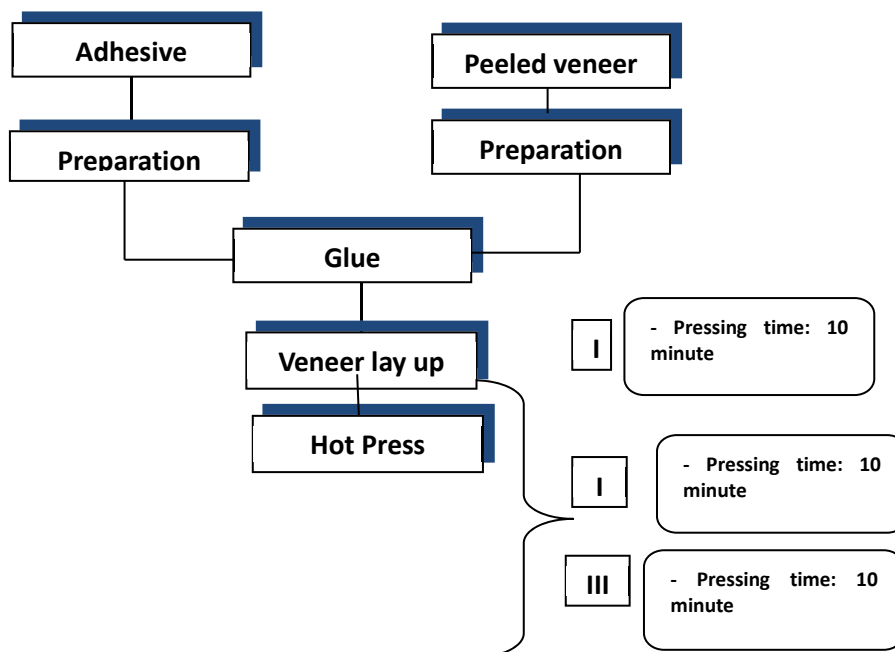 Adhesive
Peeled veneer
Preparation
Preparation
Glue
Veneer lay up
Hot Press
I
- Pressing time: 10
minute
I
- Pressing time: 10
minute
III
- Pressing time: 10
minute